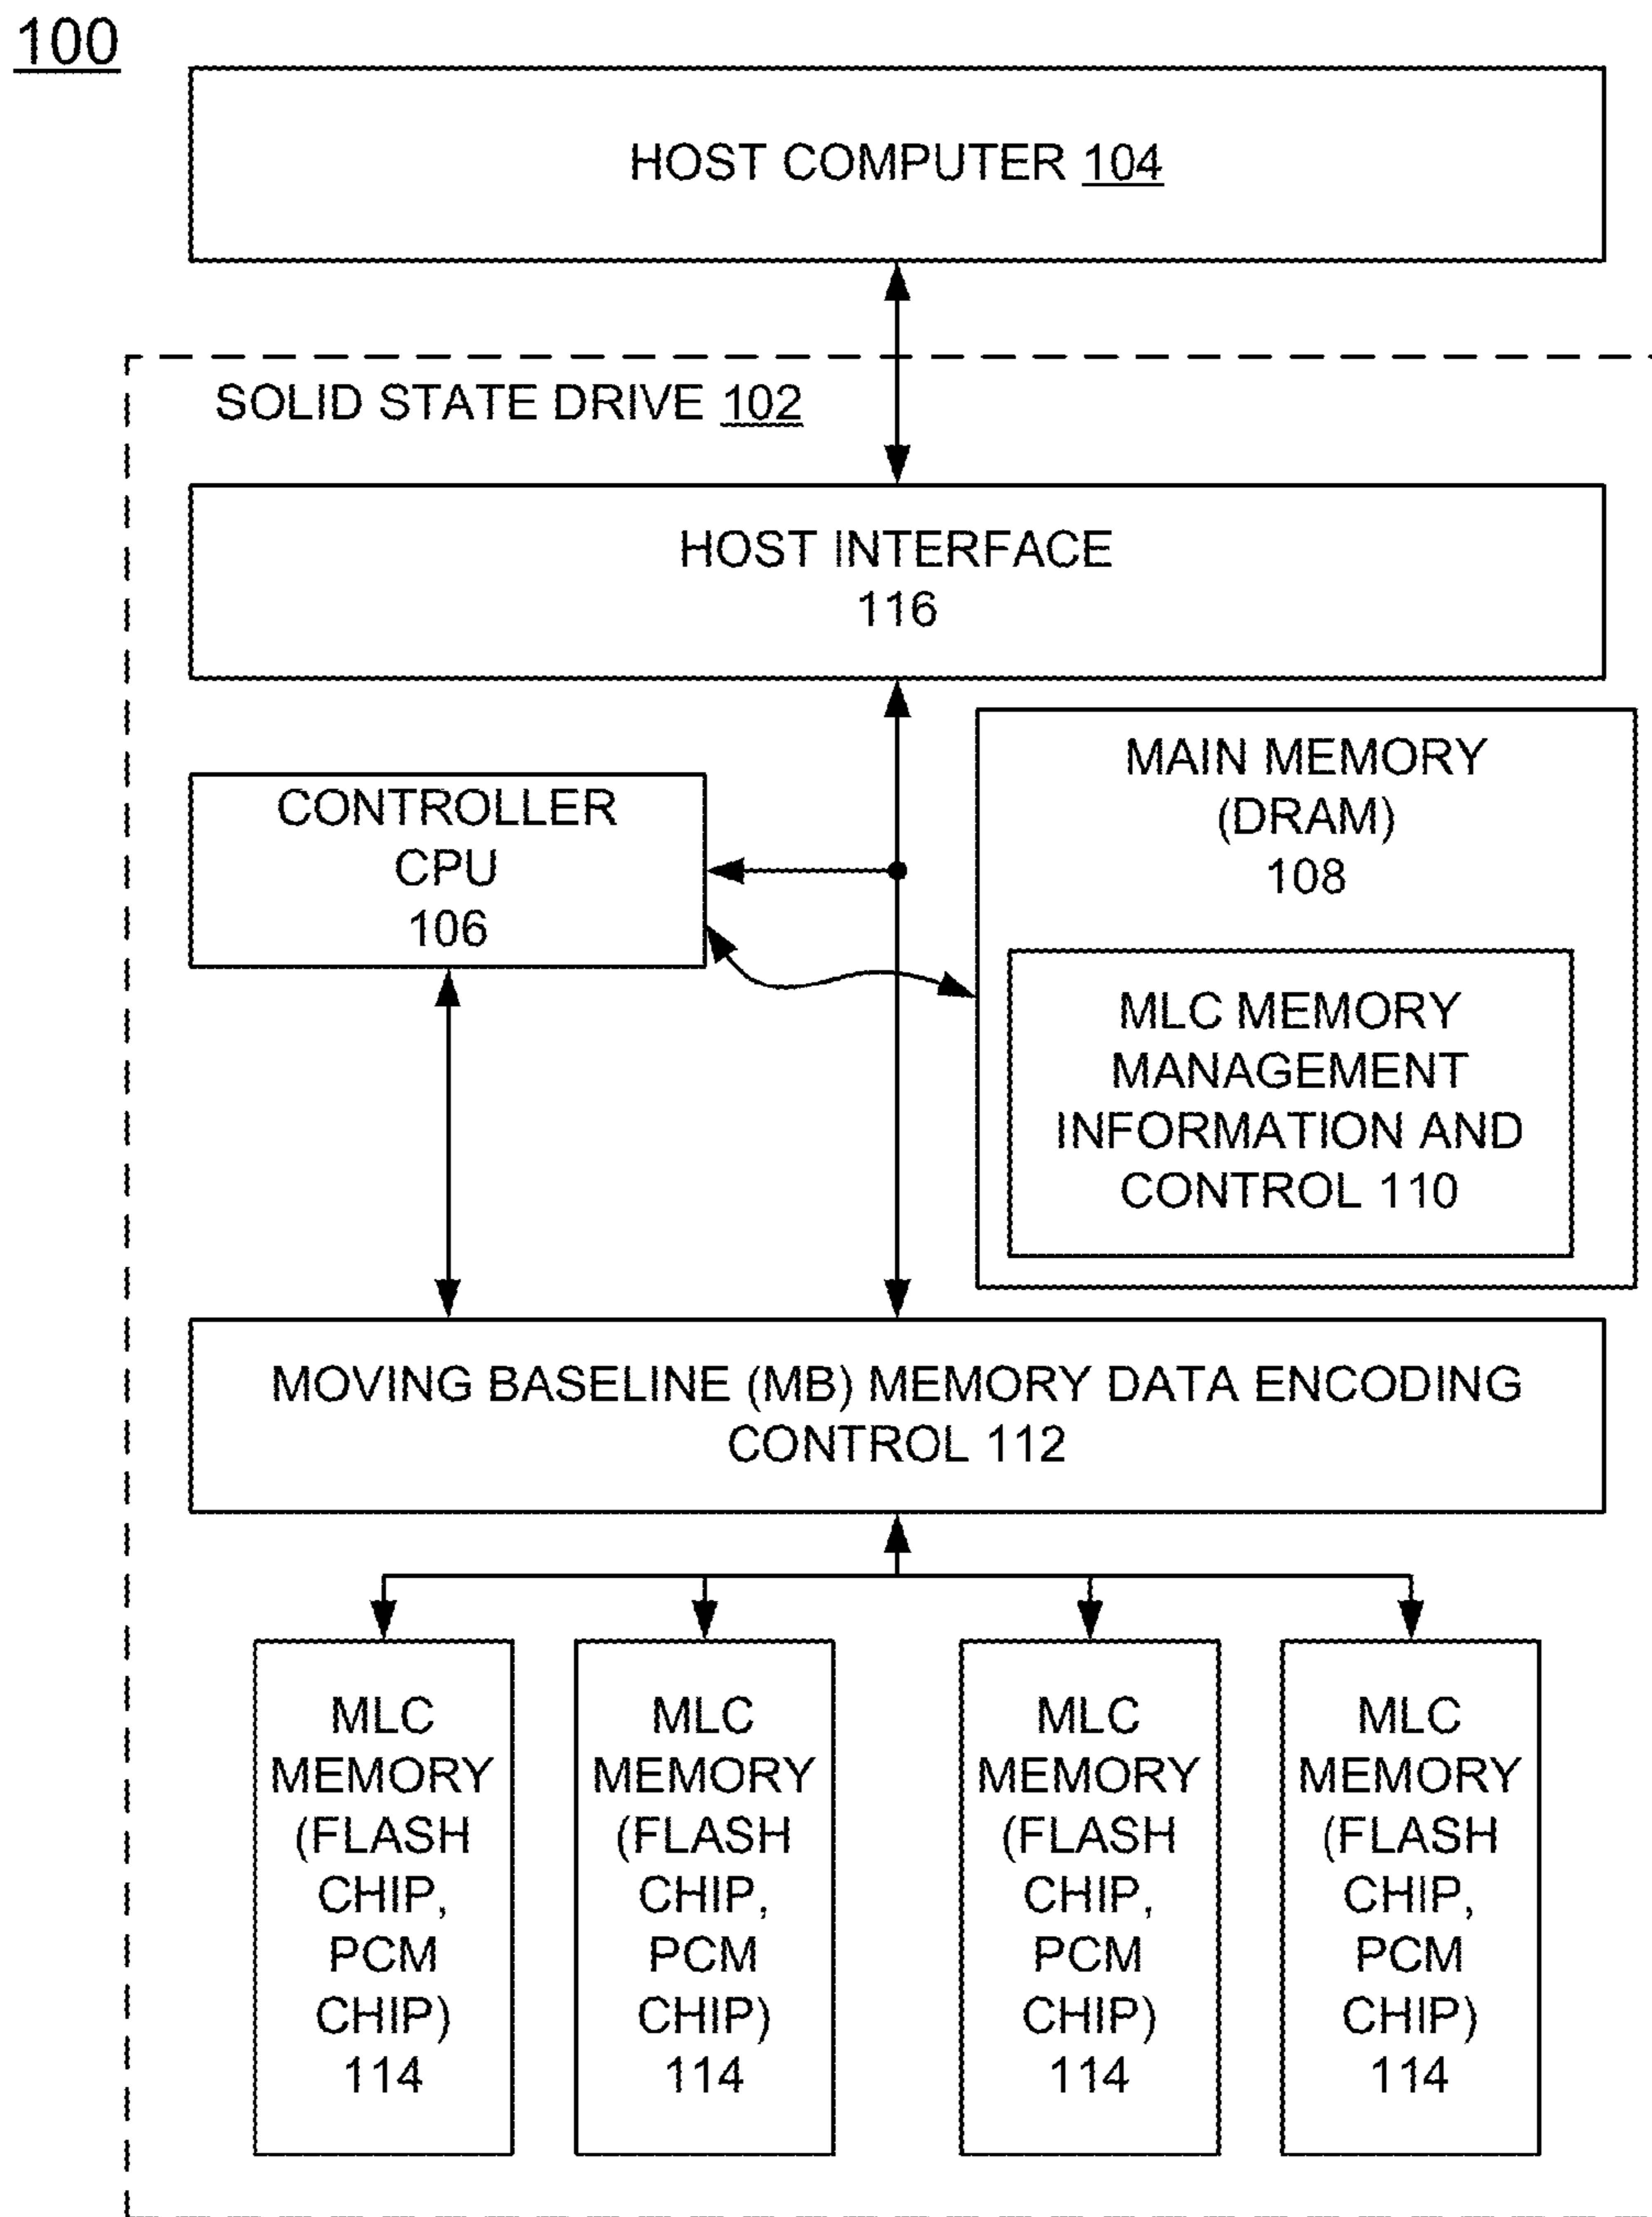 100
HOST COMPUTER 104
SOLID STATE DRIVE 102
HOST INTERFACE
116
CONTROLLER
CPU
106
MAIN MEMORY
(DRAM)
108
MLC MEMORY
MANAGEMENT
INFORMATION AND
CONTROL 110
MOVING BASELINE (MB) MEMORY DATA ENCODING
CONTROL 112
MLC
MEMORY
(FLASH
CHIP,
PCM
CHIP)
114
MLC
MEMORY
(FLASH
CHIP,
PCM
CHIP)
114
MLC
MEMORY
(FLASH
CHIP,
PCM
CHIP)
114
MLC
MEMORY
(FLASH
CHIP,
PCM
CHIP)
114